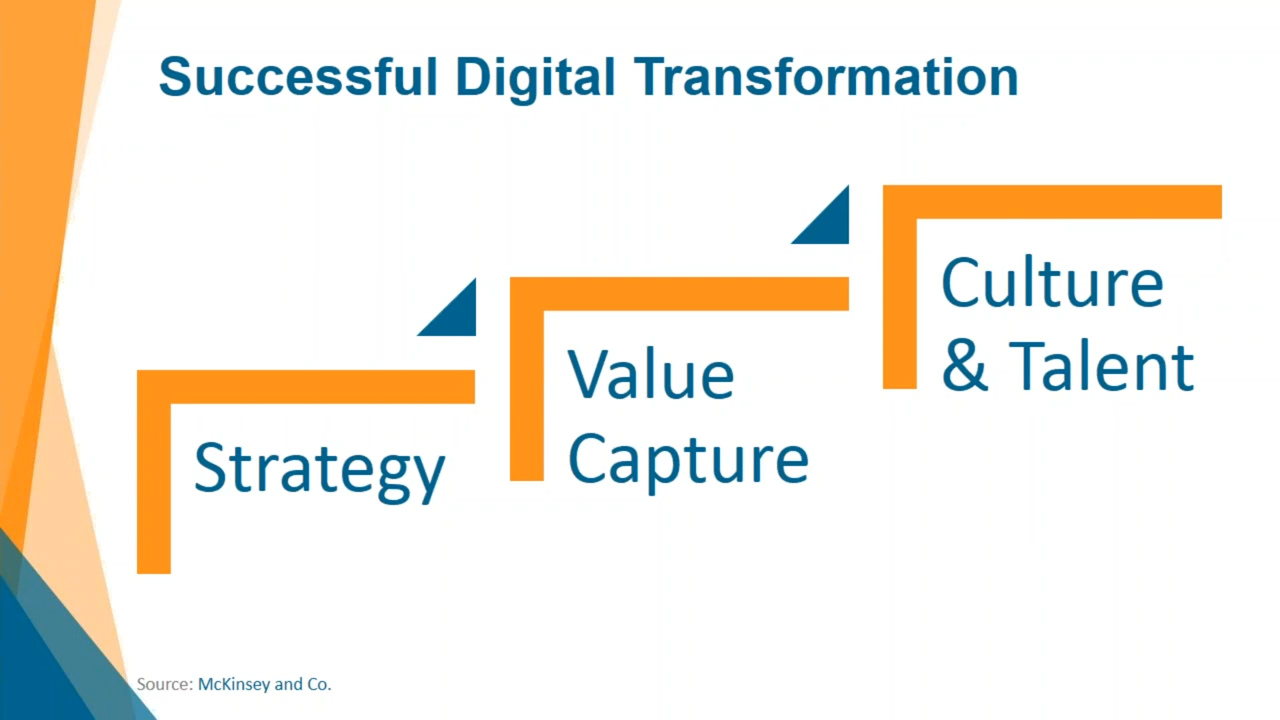 Successful Digital Transformation
Strategy
Value
Capture
Culture
& Talent
Source: McKinsey and Co.